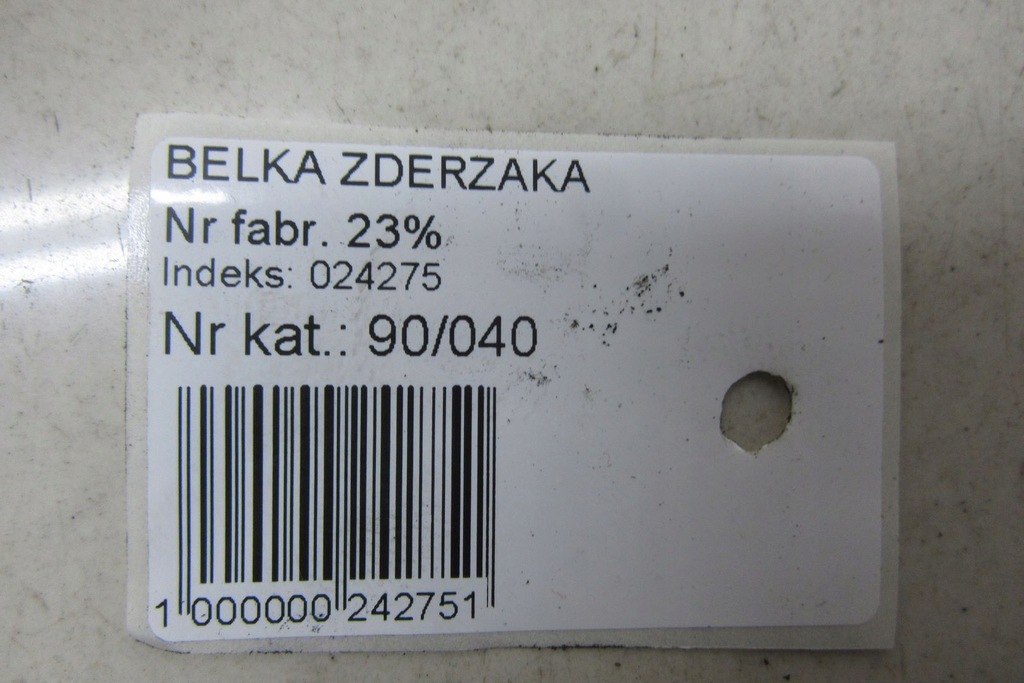 BELKA ZDERZAKA
Nr fabr. 23%
Indeks: 024275
Nr kat.: 90/040
1 000000 242751